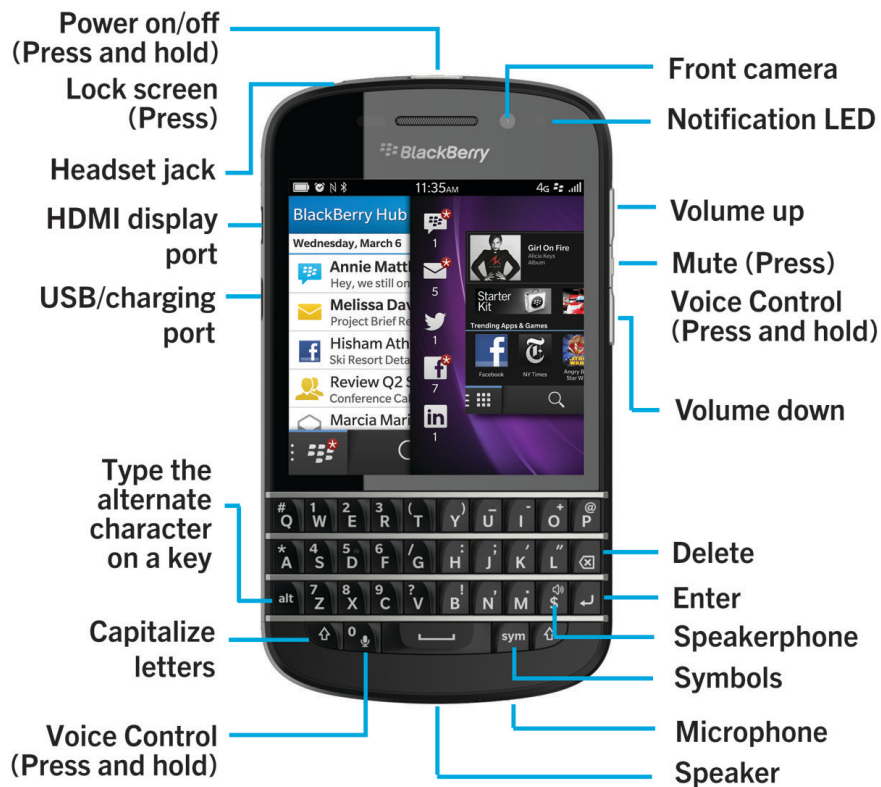 Power on/off
(Press and hold)
Lock screen
(Press)
Headset jack
HDMI display
port
USB/charging
port
Type the
alternate
character
on a key
Capitalize
letters
Voice Control
(Press and hold)
Front camera
Notification LED
Volume up
Mute (Press)
Voice Control
(Press and hold)
Volume down
Delete
Enter
Speakerphone
Symbols
Microphone
Speaker
BlackBerry
11:35AM
4G
BlackBerry Hub
Wednesday, March 6
Annie Matt
Hey, we still on
Melissa Dav
Project Brief Re
Hisham Ath
Ski Resort Deta
Review Q2 S
Conference Cal
Marcia Mari
1
5
1
7
in
1
Girl On Fire
Alicia Keys
Album
Starter
Kit
Trending Apps & Games
Facebook
NY Times
Angry B
Star W
# 1 2 3 ( ) _ - + @
Q W E R T Y U I O P
* 4 5 6 / : ; ' "
A S D F G H J K L
alt 7 8 9 ? ! , .
Z X C V B N M $
0 sym